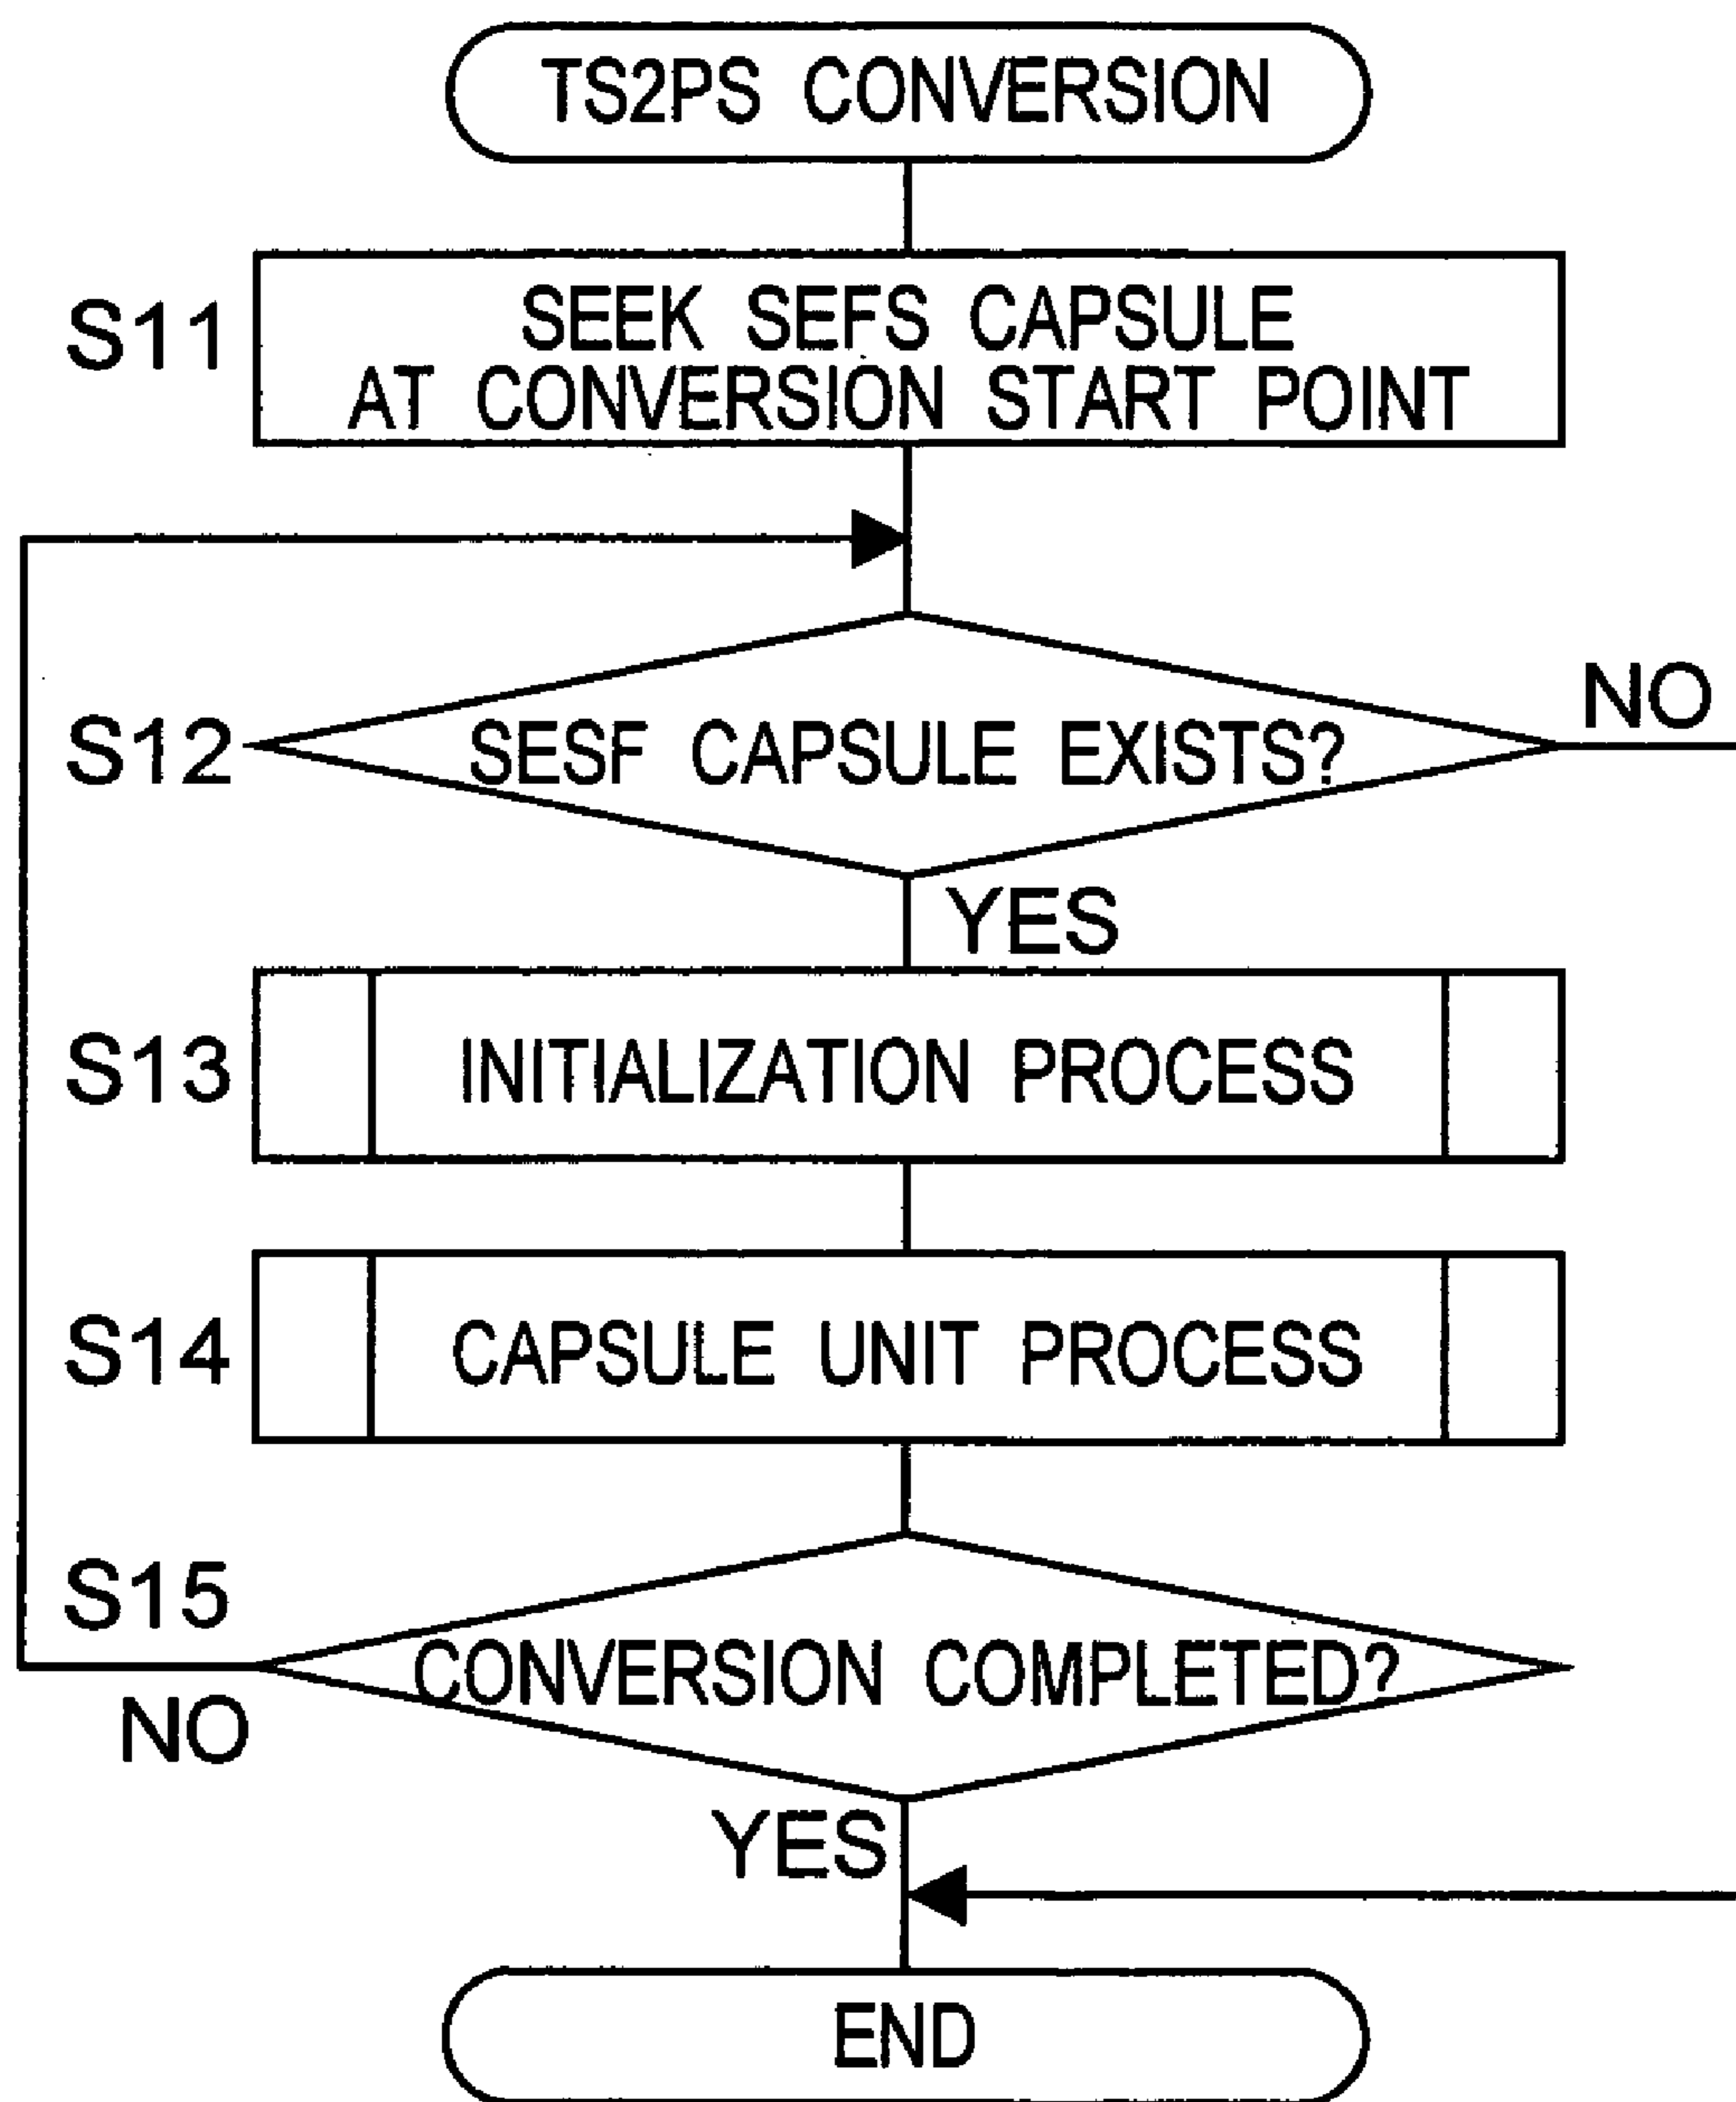 TS2PS CONVERSION
S11
SEEK SEFS CAPSULE
AT CONVERSION START POINT
S12
SESF CAPSULE EXISTS?
NO
YES
S13
INITIALIZATION PROCESS
S14
CAPSULE UNIT PROCESS
S15
CONVERSION COMPLETED?
NO
YES
END